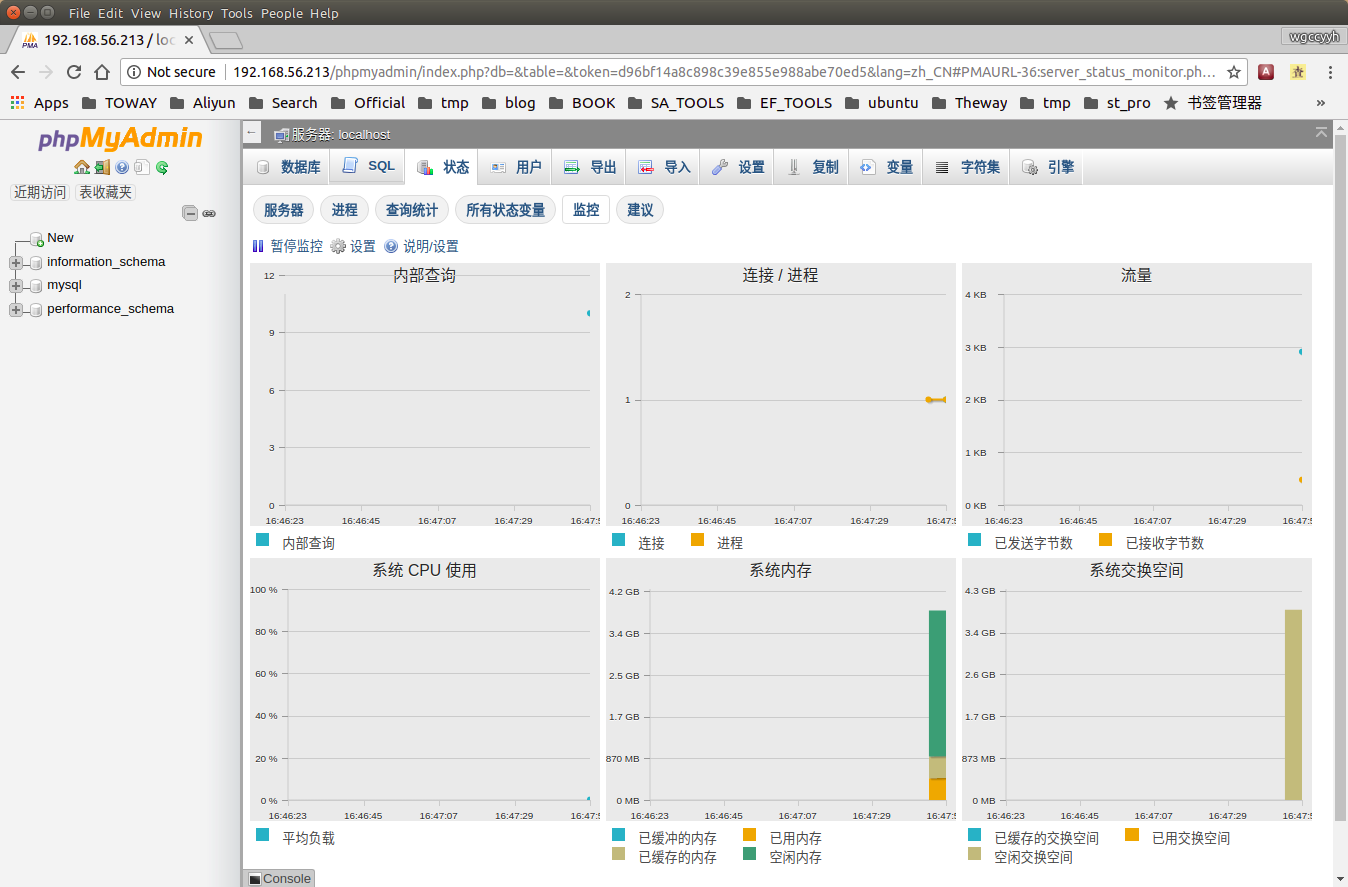 File Edit View History Tools People Help
192.168.56.213 / loc
wgccyyh
Not secure 192.168.56.213/phpmyadmin/index.php?db=&table=&token=d96bf14a8c898c39e855e988abe70ed5&lang=zh_CN#PMAURL-36:server_status_monitor.ph...
Apps TOWAY Aliyun Search Official tmp blog BOOK SA_TOOLS EF_TOOLS ubuntu Theway tmp st_pro 书签管理器 »
phpMyAdmin
近期访问 表收藏夹
New
information_schema
mysql
performance_schema
服务器: localhost
数据库 SQL 状态 用户 导出 导入 设置 复制 变量 字符集 引擎
服务器 进程 查询统计 所有状态变量 监控 建议
暂停监控 设置 说明/设置
内部查询
12
9
6
3
0
16:46:23 16:46:45 16:47:07 16:47:29 16:47:5
内部查询
连接 / 进程
2
1
0
16:46:23 16:46:45 16:47:07 16:47:29 16:47:5
连接 进程
流量
4 KB
3 KB
2 KB
1 KB
0 KB
16:46:23 16:46:45 16:47:07 16:47:29 16:47:5
已发送字节数 已接收字节数
系统 CPU 使用
100 %
80 %
60 %
40 %
20 %
0 %
16:46:23 16:46:45 16:47:07 16:47:29 16:47:5
平均负载
系统内存
4.2 GB
3.4 GB
2.5 GB
1.7 GB
870 MB
0 MB
16:46:23 16:46:45 16:47:07 16:47:29 16:47:5
已缓冲的内存 已用内存
已缓存的内存 空闲内存
系统交换空间
4.3 GB
3.4 GB
2.6 GB
1.7 GB
873 MB
0 MB
16:46:23 16:46:45 16:47:07 16:47:29 16:47:5
已缓存的交换空间 已用交换空间
空闲交换空间
Console